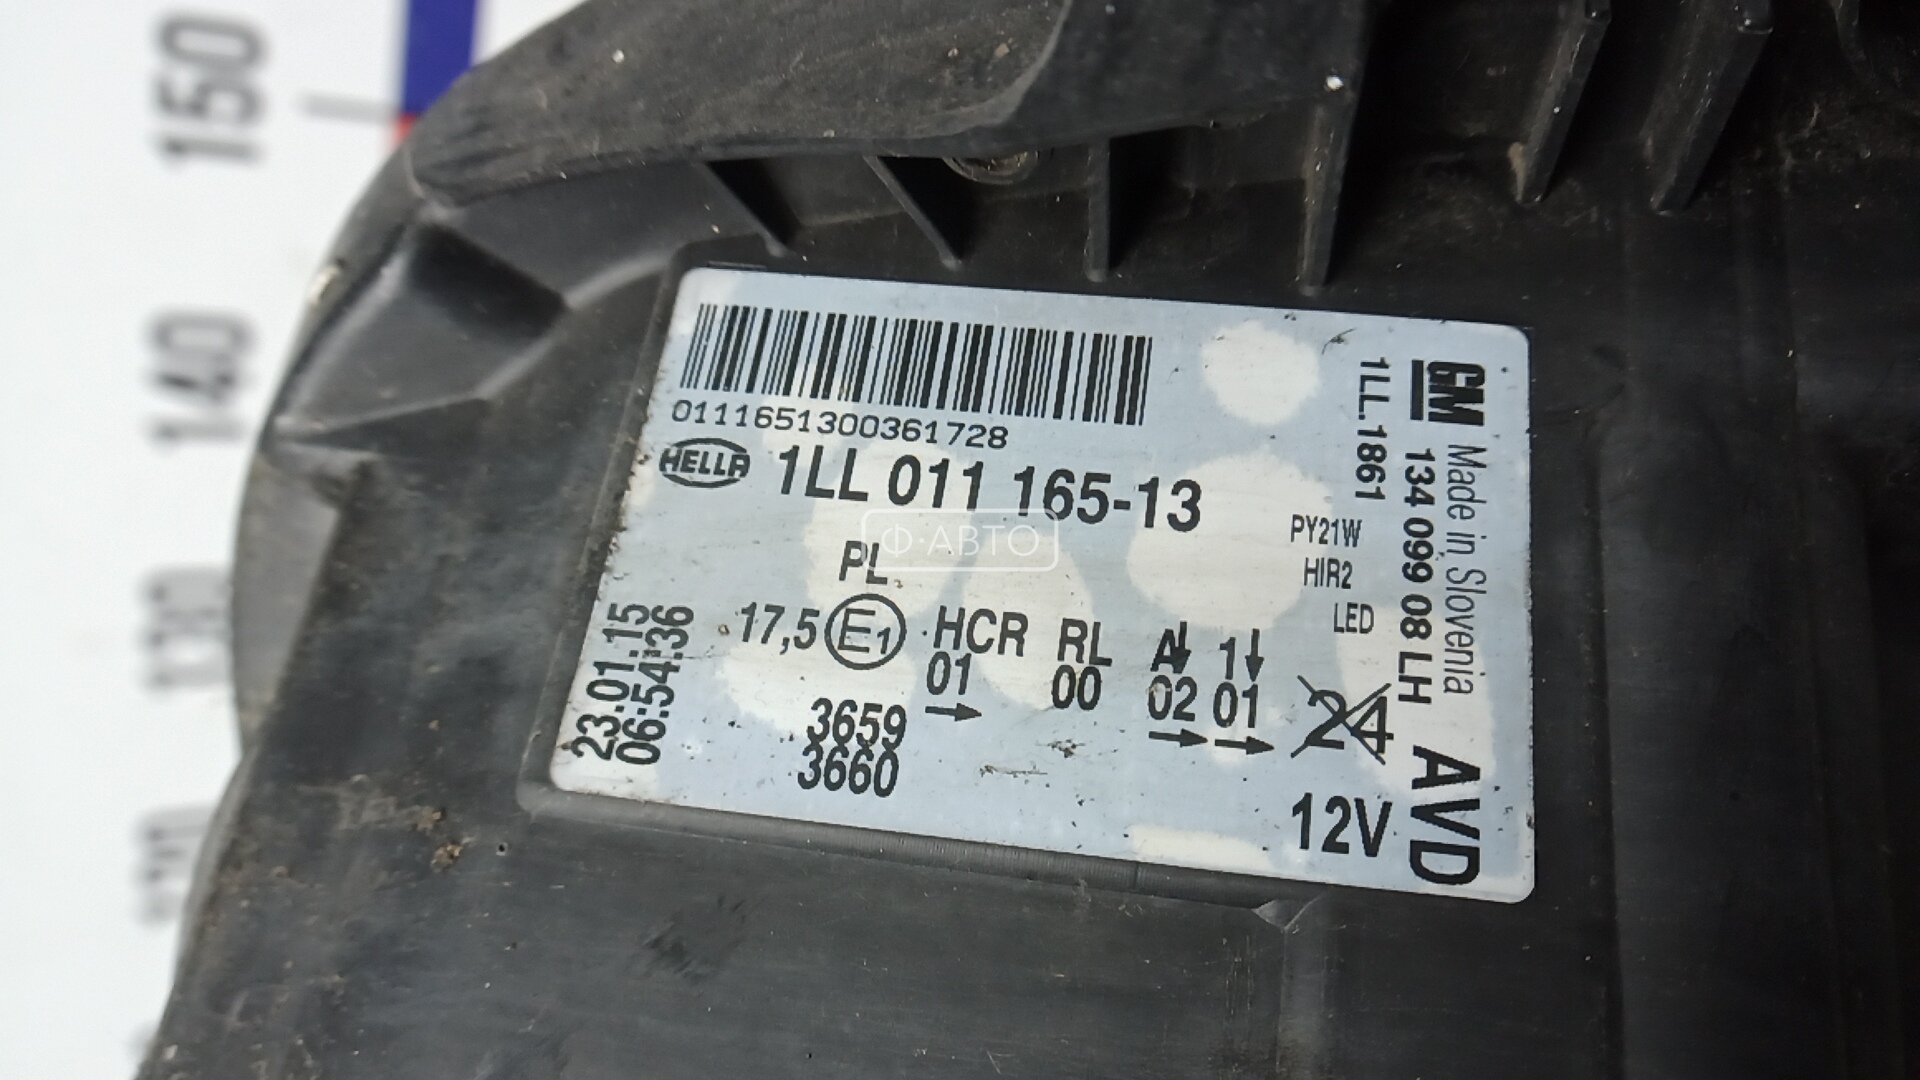 150
140
130
0111651300361728
HELLA 1LL 011 165-13
Ф·АВТО
PL
17,5 E1 HCR RL A 1
01 00 02 01
3659
3660
23.01.15
06:54:36
PY21W
HIR2
LED
24
12V
GM Made in Slovenia
134 099 08 LH AVD
1LL.1861